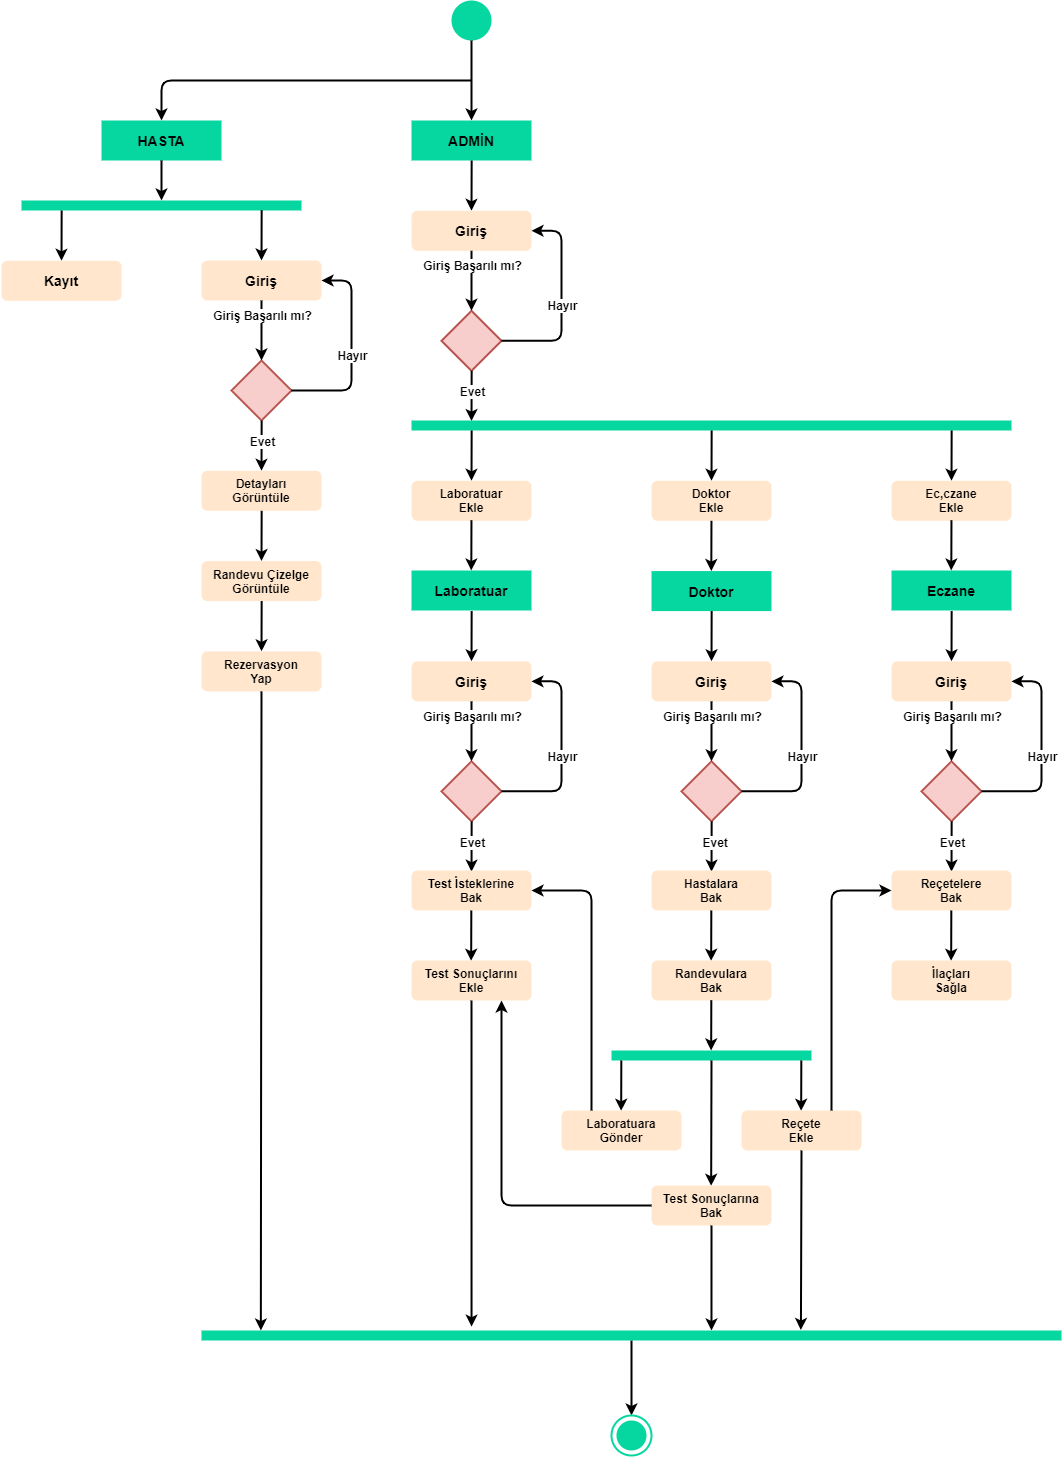 HASTA
ADMİN
Kayıt
Giriş
Giriş Başarılı mı?
Hayır
Evet
Detayları
Görüntüle
Randevu Çizelge
Görüntüle
Rezervasyon
Yap
Giriş
Giriş Başarılı mı?
Hayır
Evet
Laboratuar
Ekle
Doktor
Ekle
Ec,czane
Ekle
Laboratuar
Doktor
Eczane
Giriş
Giriş Başarılı mı?
Hayır
Evet
Test İsteklerine
Bak
Test Sonuçlarını
Ekle
Giriş
Giriş Başarılı mı?
Hayır
Evet
Hastalara
Bak
Randevulara
Bak
Laboratuara
Gönder
Reçete
Ekle
Test Sonuçlarına
Bak
Giriş
Giriş Başarılı mı?
Hayır
Evet
Reçetelere
Bak
İlaçları
Sağla